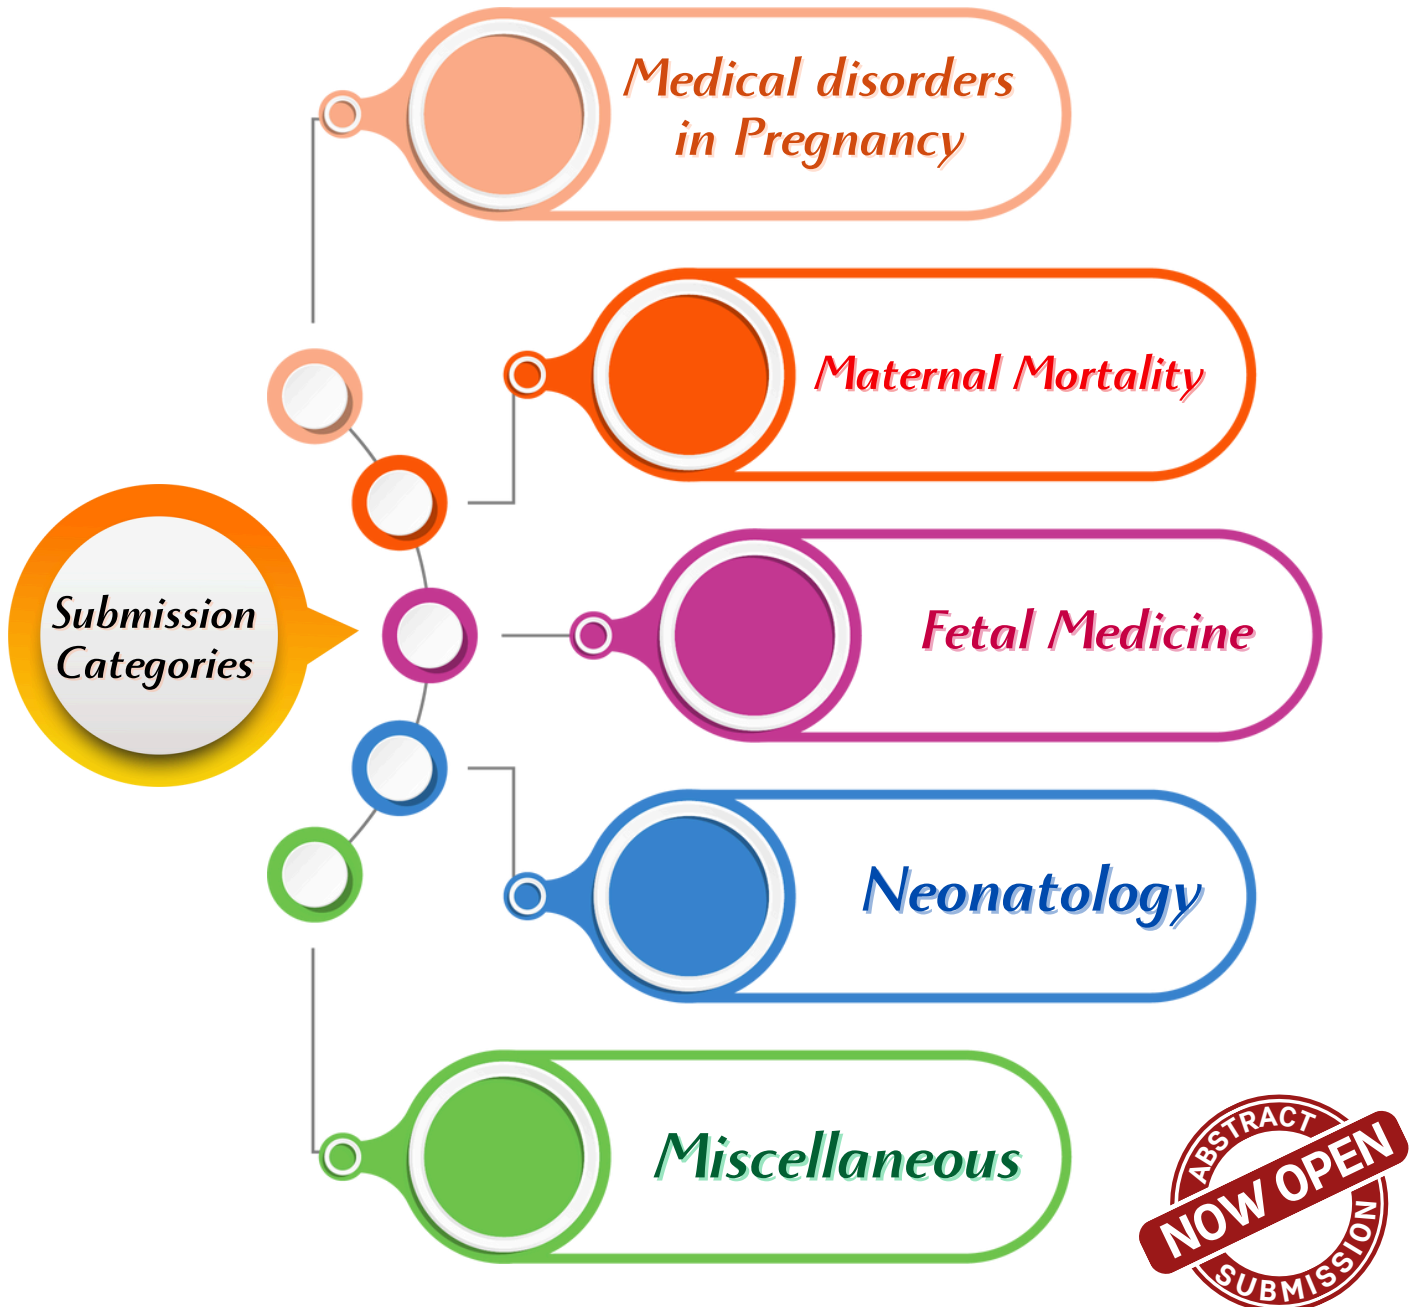 Medical disorders
in Pregnancy
Maternal Mortality
Submission
Categories
Fetal Medicine
Neonatology
Miscellaneous
ABSTRACT
NOW OPEN
SUBMISSION